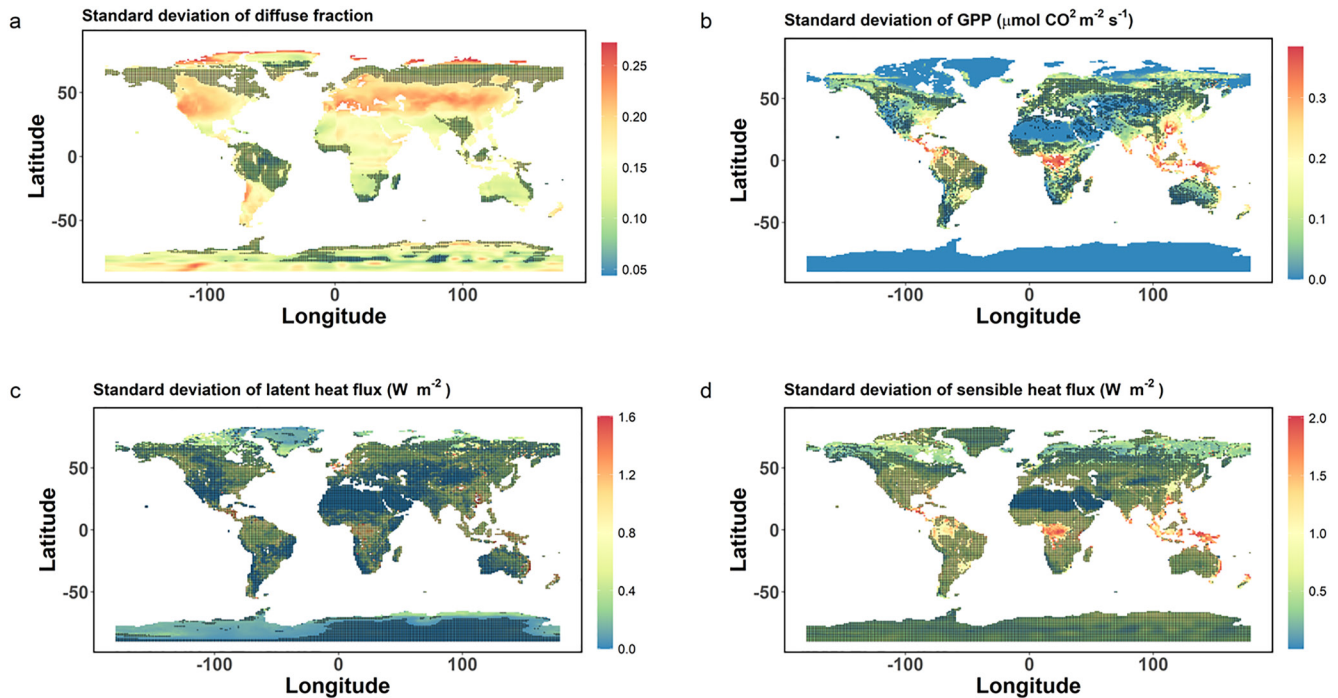 a Standard deviation of diffuse fraction
Latitude
50
0
-50
-100 0 100
Longitude
0.25
0.20
0.15
0.10
0.05
b Standard deviation of GPP (μmol CO² m⁻² s⁻¹)
Latitude
50
0
-50
-100 0 100
Longitude
0.3
0.2
0.1
0.0
c Standard deviation of latent heat flux (W m⁻²)
Latitude
50
0
-50
-100 0 100
Longitude
1.6
1.2
0.8
0.4
0.0
d Standard deviation of sensible heat flux (W m⁻²)
Latitude
50
0
-50
-100 0 100
Longitude
2.0
1.5
1.0
0.5